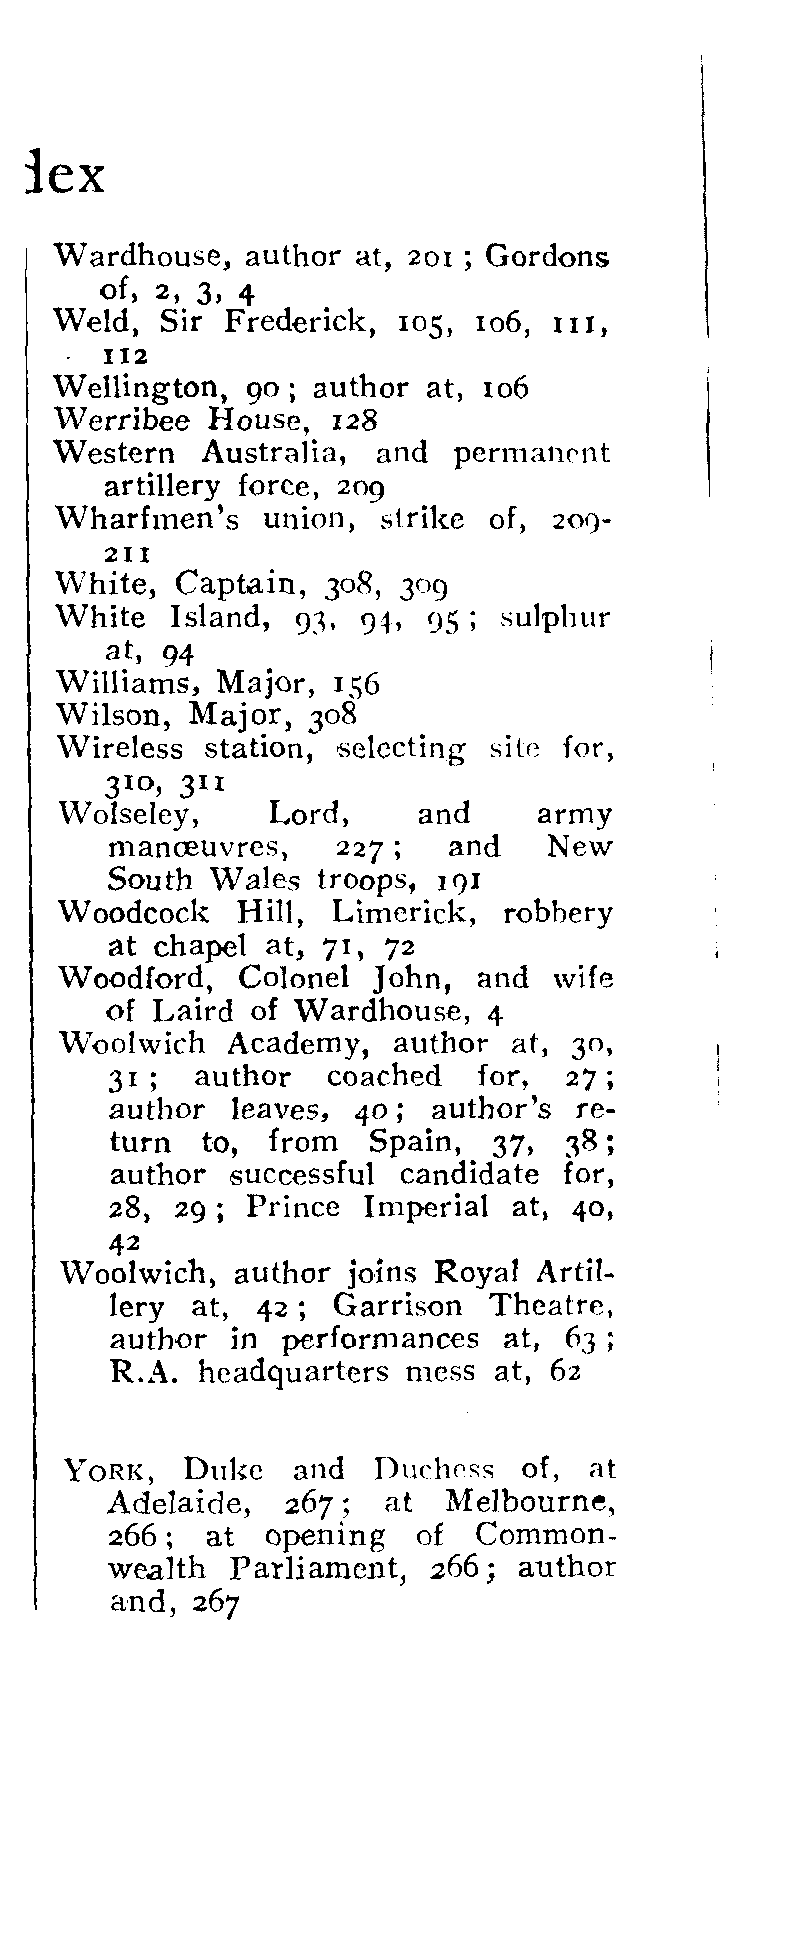 dex
Wardhouse, author at, 201 ; Gordons
of, 2, 3, 4
Weld, Sir Frederick, 105, 106, 111,
112
Wellington, 90 ; author at, 106
Werribee House, 128
Western Australia, and permanent
artillery force, 209
Wharfmen's union, strike of, 209-
211
White, Captain, 308, 309
White Island, 93, 94, 95 ; sulphur
at, 94
Williams, Major, 156
Wilson, Major, 308
Wireless station, selecting site for,
310, 311
Wolseley, Lord, and army
manœuvres, 227 ; and New
South Wales troops, 191
Woodcock Hill, Limerick, robbery
at chapel at, 71, 72
Woodford, Colonel John, and wife
of Laird of Wardhouse, 4
Woolwich Academy, author at, 30,
31 ; author coached for, 27 ;
author leaves, 40 ; author's re-
turn to, from Spain, 37, 38 ;
author successful candidate for,
28, 29 ; Prince Imperial at, 40,
42
Woolwich, author joins Royal Artil-
lery at, 42 ; Garrison Theatre,
author in performances at, 63 ;
R.A. headquarters mess at, 62
YORK, Duke and Duchess of, at
Adelaide, 267 ; at Melbourne,
266 ; at opening of Common-
wealth Parliament, 266 ; author
and, 267